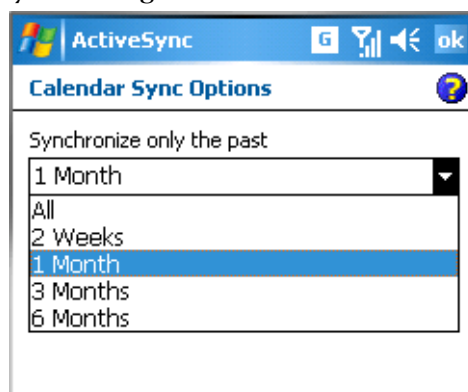 ActiveSync G ok
Calendar Sync Options ?
Synchronize only the past
1 Month
All
2 Weeks
1 Month
3 Months
6 Months